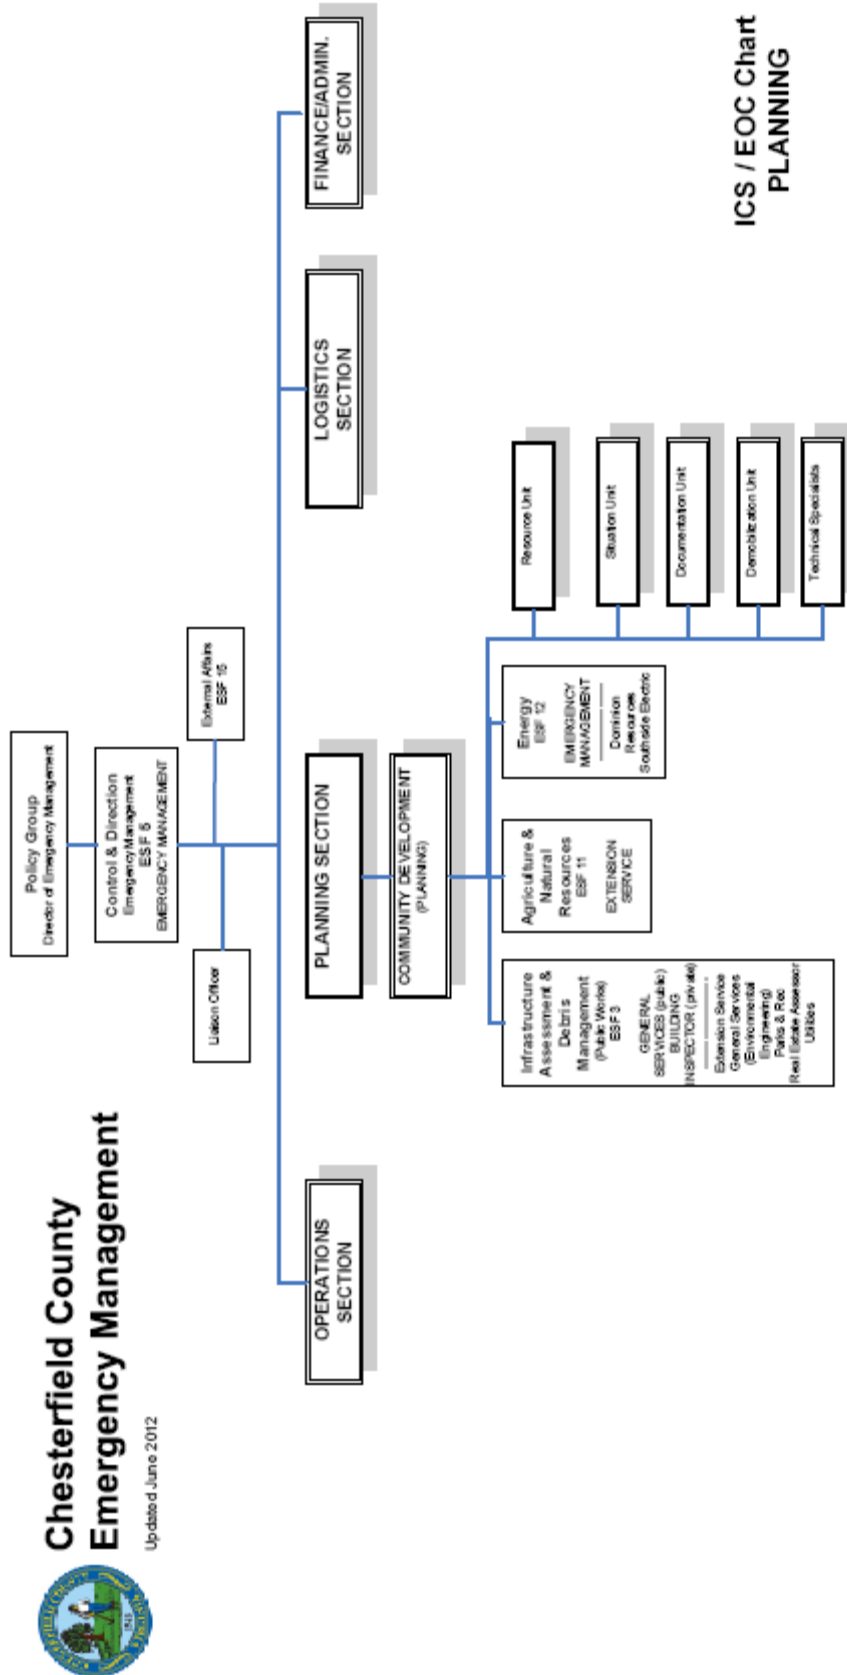 Chesterfield County
Emergency Management
Updated June 2012
Policy Group
Director of Emergency Management
Control & Direction
Emergency Management
ESF 5
EMERGENCY MANAGEMENT
Liaison Officer
External Affairs
ESF 15
OPERATIONS
SECTION
PLANNING SECTION
LOGISTICS
SECTION
FINANCE/ADMIN.
SECTION
COMMUNITY DEVELOPMENT
(PLANNING)
Infrastructure
Assessment &
Debris
Management
(Public Works)
ESF 3
GENERAL
SERVICES (public)
BUILDING
INSPECTOR (private)
Extension Service
General Services
(Environmental
Engineering)
Parks & Rec
Real Estate Assessor
Utilities
Agriculture &
Natural
Resources
ESF 11
EXTENSION
SERVICE
Energy
ESF 12
EMERGENCY
MANAGEMENT
Dominion
Resources
Southside Electric
Resource Unit
Situation Unit
Documentation Unit
Demobilization Unit
Technical Specialists
ICS / EOC Chart
PLANNING